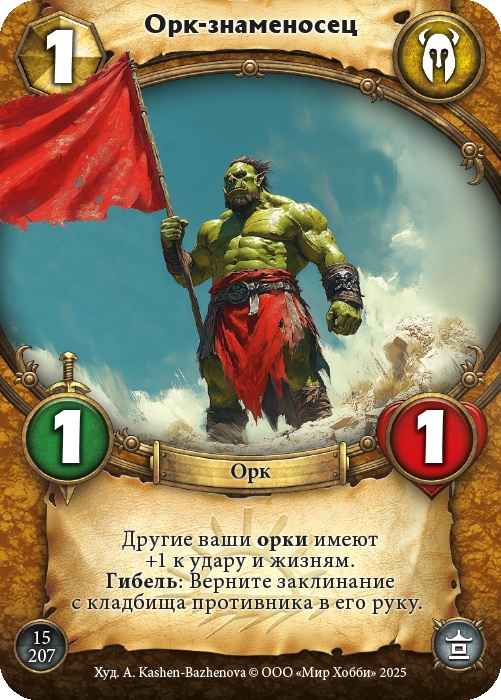 Орк-знаменосец
1
1
1
Орк
Другие ваши орки имеют
+1 к удару и жизням.
Гибель: Верните заклинание
с кладбища противника в его руку.
15
207
Худ. A. Kashen-Bazhenova © ООО «Мир Хобби» 2025